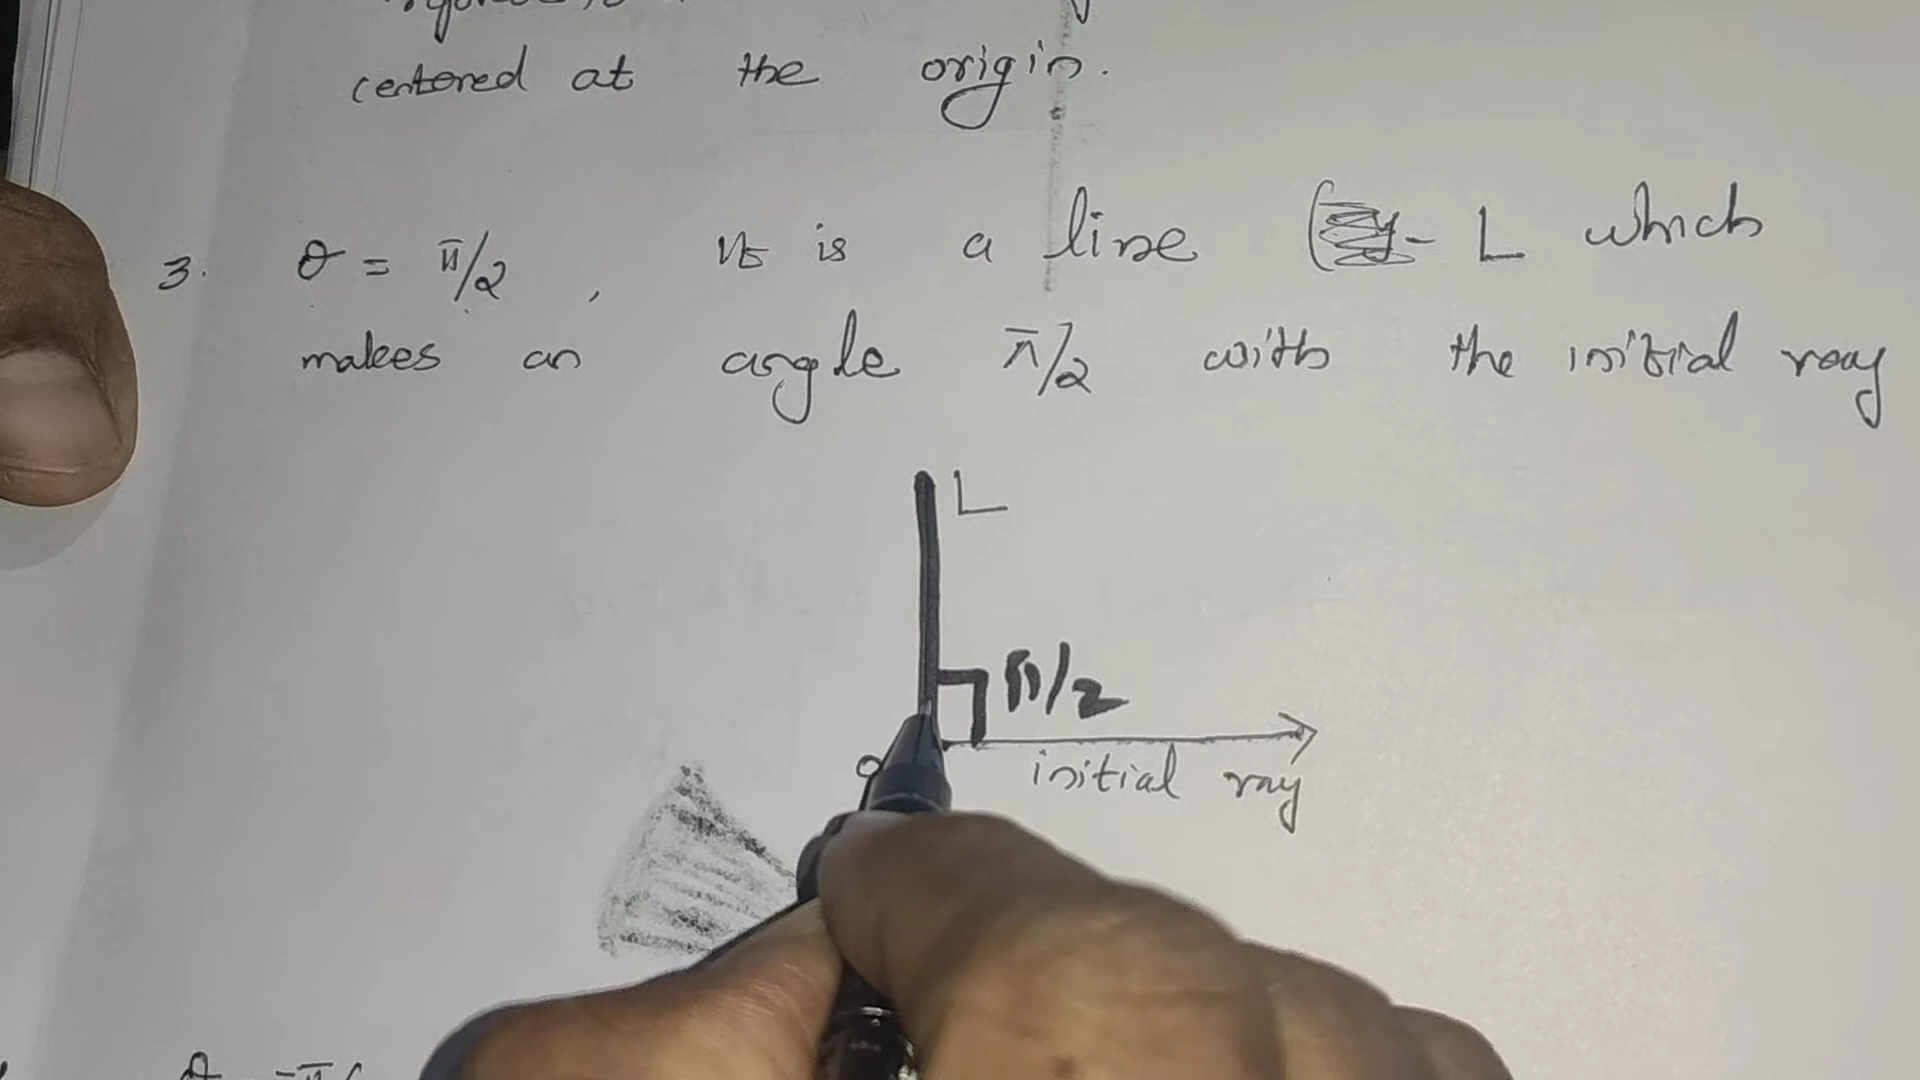 centered at the origin.
3. θ = π/2 , It is a line L which
makes an angle π/2 with the initial ray
L
π/2
O
initial ray